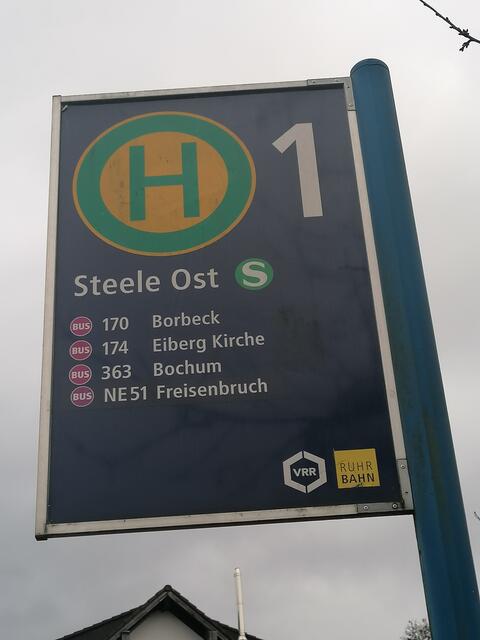 H
1
Steele Ost S
BUS 170 Borbeck
BUS 174 Eiberg Kirche
BUS 363 Bochum
BUS NE51 Freisenbruch
VRR
RUHR
BAHN